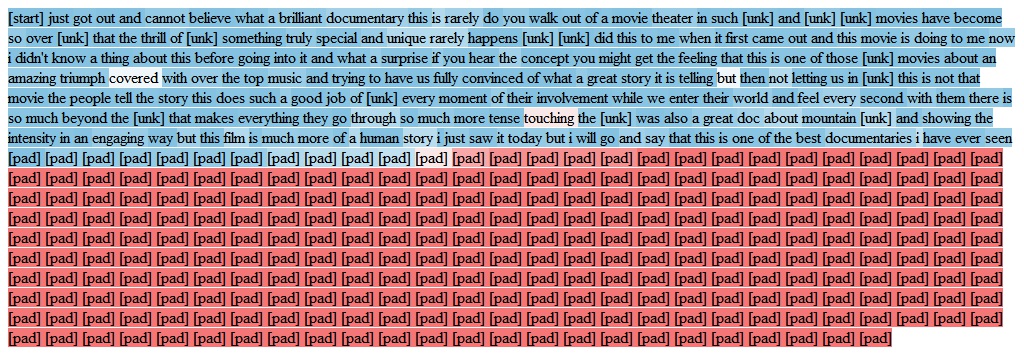 [start] just got out and cannot believe what a brilliant documentary this is rarely do you walk out of a movie theater in such [unk] and [unk] [unk] movies have become
so over [unk] that the thrill of [unk] something truly special and unique rarely happens [unk] [unk] did this to me when it first came out and this movie is doing to me now
i didn't know a thing about this before going into it and what a surprise if you hear the concept you might get the feeling that this is one of those [unk] movies about an
amazing triumph covered with over the top music and trying to have us fully convinced of what a great story it is telling but then not letting us in [unk] this is not that
movie the people tell the story this does such a good job of [unk] every moment of their involvement while we enter their world and feel every second with them there is
so much beyond the [unk] that makes everything they go through so much more tense touching the [unk] was also a great doc about mountain [unk] and showing the
intensity in an engaging way but this film is much more of a human story i just saw it today but i will go and say that this is one of the best documentaries i have ever seen
[pad] [pad] [pad] [pad] [pad] [pad] [pad] [pad] [pad] [pad] [pad] [pad] [pad] [pad] [pad] [pad] [pad] [pad] [pad] [pad] [pad] [pad] [pad] [pad] [pad] [pad] [pad]
[pad] [pad] [pad] [pad] [pad] [pad] [pad] [pad] [pad] [pad] [pad] [pad] [pad] [pad] [pad] [pad] [pad] [pad] [pad] [pad] [pad] [pad] [pad] [pad] [pad] [pad] [pad]
[pad] [pad] [pad] [pad] [pad] [pad] [pad] [pad] [pad] [pad] [pad] [pad] [pad] [pad] [pad] [pad] [pad] [pad] [pad] [pad] [pad] [pad] [pad] [pad] [pad] [pad] [pad]
[pad] [pad] [pad] [pad] [pad] [pad] [pad] [pad] [pad] [pad] [pad] [pad] [pad] [pad] [pad] [pad] [pad] [pad] [pad] [pad] [pad] [pad] [pad] [pad] [pad] [pad] [pad]
[pad] [pad] [pad] [pad] [pad] [pad] [pad] [pad] [pad] [pad] [pad] [pad] [pad] [pad] [pad] [pad] [pad] [pad] [pad] [pad] [pad] [pad] [pad] [pad] [pad] [pad] [pad]
[pad] [pad] [pad] [pad] [pad] [pad] [pad] [pad] [pad] [pad] [pad] [pad] [pad] [pad] [pad] [pad] [pad] [pad] [pad] [pad] [pad] [pad] [pad] [pad] [pad] [pad] [pad]
[pad] [pad] [pad] [pad] [pad] [pad] [pad] [pad] [pad] [pad] [pad] [pad] [pad] [pad] [pad] [pad] [pad] [pad] [pad] [pad] [pad] [pad] [pad] [pad] [pad] [pad] [pad]
[pad] [pad] [pad] [pad] [pad] [pad] [pad] [pad] [pad] [pad] [pad] [pad] [pad] [pad] [pad] [pad] [pad] [pad] [pad] [pad] [pad] [pad] [pad] [pad] [pad] [pad] [pad]
[pad] [pad] [pad] [pad] [pad] [pad] [pad] [pad] [pad] [pad] [pad] [pad] [pad] [pad] [pad] [pad] [pad] [pad] [pad] [pad] [pad] [pad] [pad] [pad] [pad] [pad] [pad]
[pad] [pad] [pad] [pad] [pad] [pad] [pad] [pad] [pad] [pad] [pad] [pad] [pad] [pad] [pad] [pad] [pad] [pad] [pad] [pad] [pad] [pad] [pad] [pad]